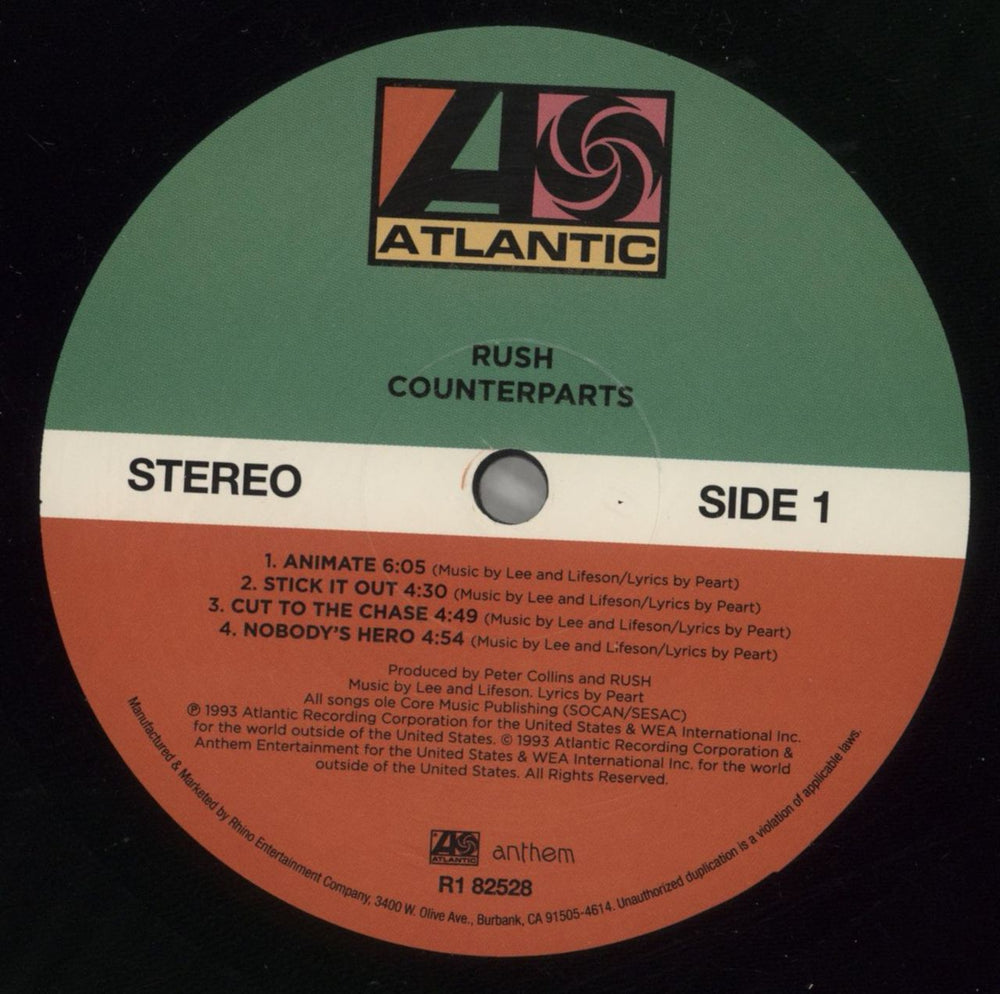 ATLANTIC
RUSH
COUNTERPARTS
STEREO
SIDE 1
1. ANIMATE 6:05 (Music by Lee and Lifeson/Lyrics by Peart)
2. STICK IT OUT 4:30 (Music by Lee and Lifeson/Lyrics by Peart)
3. CUT TO THE CHASE 4:49 (Music by Lee and Lifeson/Lyrics by Peart)
4. NOBODY'S HERO 4:54 (Music by Lee and Lifeson/Lyrics by Peart)
Produced by Peter Collins and RUSH
Music by Lee and Lifeson. Lyrics by Peart
All songs ole Core Music Publishing (SOCAN/SESAC)
℗ 1993 Atlantic Recording Corporation for the United States & WEA International Inc.
for the world outside of the United States. © 1993 Atlantic Recording Corporation &
Anthem Entertainment for the United States & WEA International Inc. for the world
outside of the United States. All Rights Reserved.
ATLANTIC anthem
R1 82528
Manufactured & Marketed by Rhino Entertainment Company, 3400 W. Olive Ave., Burbank, CA 91505-4614. Unauthorized duplication is a violation of applicable laws.